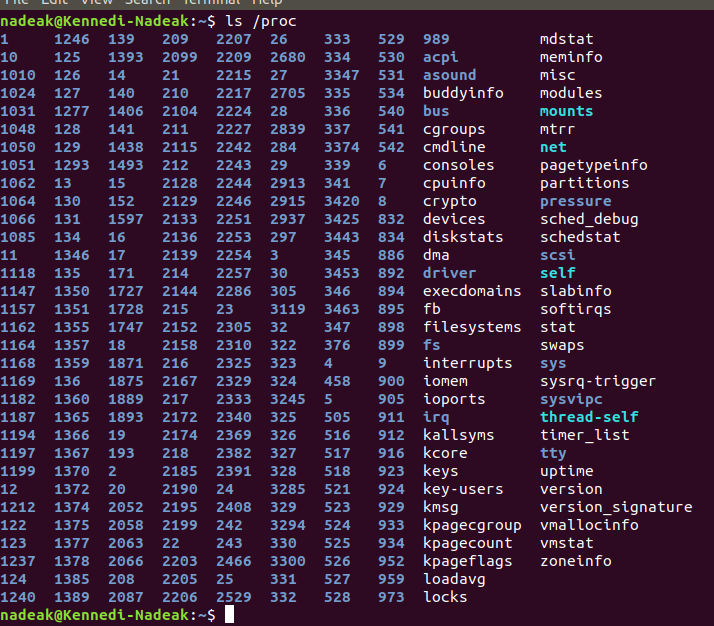 File Edit View Search Terminal Help
nadeak@Kennedi-Nadeak:~$ ls /proc
1 1246 139 209 2207 26 333 529 989 mdstat
10 125 1393 2099 2209 2680 334 530 acpi meminfo
1010 126 14 21 2215 27 3347 531 asound misc
1024 127 140 210 2217 2705 335 534 buddyinfo modules
1031 1277 1406 2104 2224 28 336 540 bus mounts
1048 128 141 211 2227 2839 337 541 cgroups mtrr
1050 129 1438 2115 2242 284 3374 542 cmdline net
1051 1293 1493 212 2243 29 339 6 consoles pagetypeinfo
1062 13 15 2128 2244 2913 341 7 cpuinfo partitions
1064 130 152 2129 2246 2915 3420 8 crypto pressure
1066 131 1597 2133 2251 2937 3425 832 devices sched_debug
1085 134 16 2136 2253 297 3443 834 diskstats schedstat
11 1346 17 2139 2254 3 345 886 dma scsi
1118 135 171 214 2257 30 3453 892 driver self
1147 1350 1727 2144 2286 305 346 894 execdomains slabinfo
1157 1351 1728 215 23 3119 3463 895 fb softirqs
1162 1355 1747 2152 2305 32 347 898 filesystems stat
1164 1357 18 2158 2310 322 376 899 fs swaps
1168 1359 1871 216 2325 323 4 9 interrupts sys
1169 136 1875 2167 2329 324 458 900 iomem sysrq-trigger
1182 1360 1889 217 2333 3245 5 905 ioports sysvipc
1187 1365 1893 2172 2340 325 505 911 irq thread-self
1194 1366 19 2174 2369 326 516 912 kallsyms timer_list
1197 1367 193 218 2382 327 517 916 kcore tty
1199 1370 2 2185 2391 328 518 923 keys uptime
12 1372 20 2190 24 3285 521 924 key-users version
1212 1374 2052 2195 2408 329 523 929 kmsg version_signature
122 1375 2058 2199 242 3294 524 933 kpagecgroup vmallocinfo
123 1377 2063 22 243 330 525 934 kpagecount vmstat
1237 1378 2066 2203 2466 3300 526 952 kpageflags zoneinfo
124 1385 208 2205 25 331 527 959 loadavg
1240 1389 2087 2206 2529 332 528 973 locks
nadeak@Kennedi-Nadeak:~$